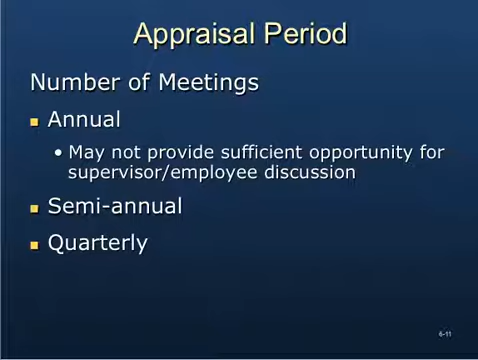 Appraisal Period
Number of Meetings
Annual
• May not provide sufficient opportunity for
supervisor/employee discussion
Semi-annual
Quarterly
6-11